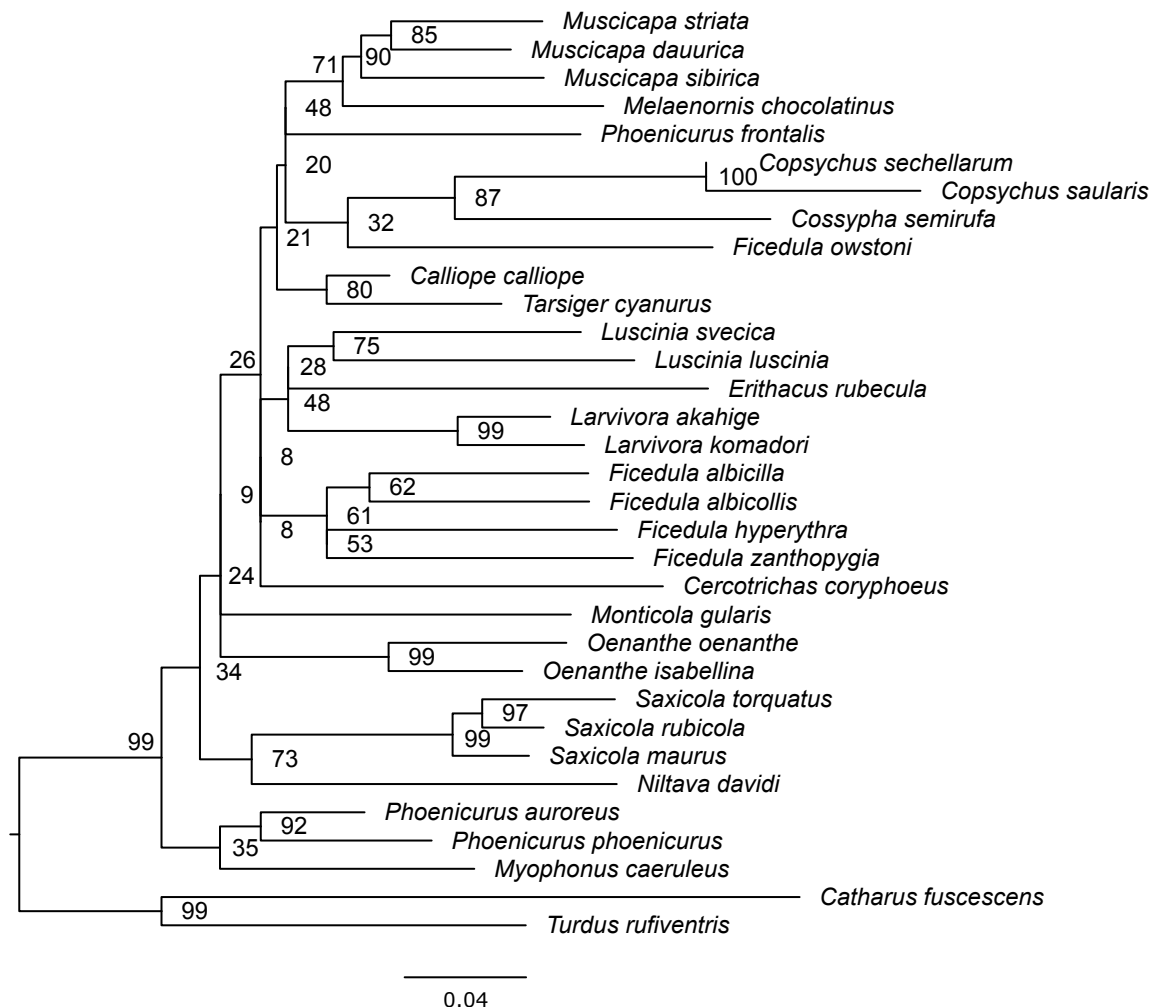 Muscicapa striata
85
Muscicapa dauurica
90
71
Muscicapa sibirica
48
Melaenornis chocolatinus
Phoenicurus frontalis
20
Copsychus sechellarum
100
Copsychus saularis
87
32
Cossypha semirufa
21
Ficedula owstoni
Calliope calliope
80
Tarsiger cyanurus
Luscinia svecica
75
26
28
Luscinia luscinia
Erithacus rubecula
48
Larvivora akahige
99
Larvivora komadori
8
Ficedula albicilla
62
9
Ficedula albicollis
61
8
Ficedula hyperythra
53
Ficedula zanthopygia
24
Cercotrichas coryphoeus
Monticola gularis
Oenanthe oenanthe
99
34
Oenanthe isabellina
Saxicola torquatus
97
Saxicola rubicola
99
99
Saxicola maurus
73
Niltava davidi
Phoenicurus auroreus
92
Phoenicurus phoenicurus
35
Myophonus caeruleus
Catharus fuscescens
99
Turdus rufiventris
0.04